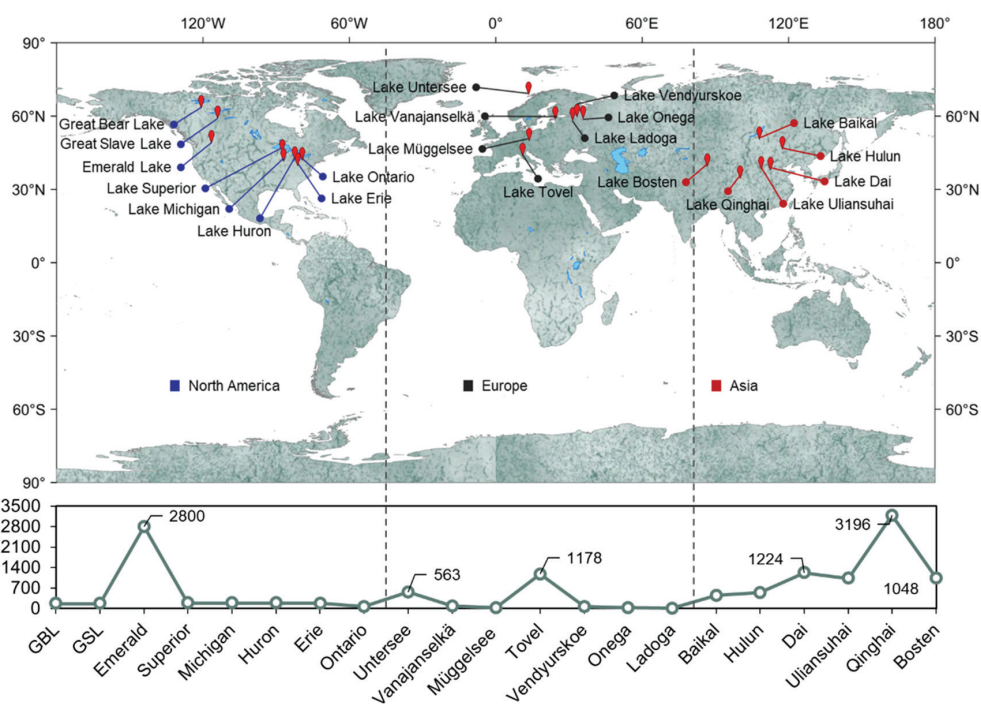 120°W 60°W 0° 60°E 120°E 180°
90° 90°
60°N 60°N
30°N 30°N
0° 0°
30°S 30°S
60°S 60°S
90° 90°
Great Bear Lake
Great Slave Lake
Emerald Lake
Lake Superior
Lake Michigan
Lake Huron
Lake Ontario
Lake Erie
Lake Untersee
Lake Vanajanselkä
Lake Müggelsee
Lake Tovel
Lake Vendyurskoe
Lake Onega
Lake Ladoga
Lake Baikal
Lake Hulun
Lake Bosten
Lake Dai
Lake Qinghai
Lake Uliansuhai
North America
Europe
Asia
3500
2800
2100
1400
700
0
2800
563
1178
1224
3196
1048
GBL
GSL
Emerald
Superior
Michigan
Huron
Erie
Ontario
Untersee
Vanajanselkä
Müggelsee
Tovel
Vendyurskoe
Onega
Ladoga
Baikal
Hulun
Dai
Uliansuhai
Qinghai
Bosten